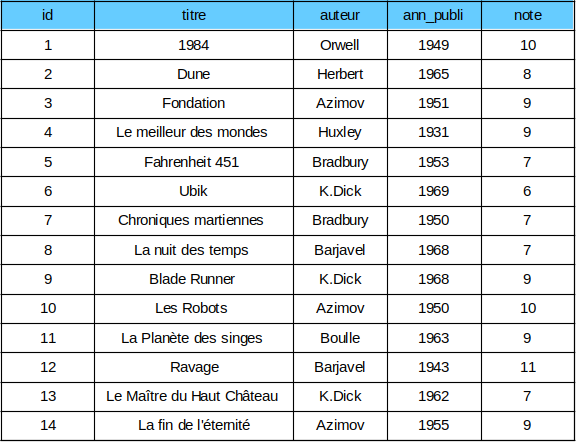 id titre auteur ann_publi note
1 1984 Orwell 1949 10
2 Dune Herbert 1965 8
3 Fondation Azimov 1951 9
4 Le meilleur des mondes Huxley 1931 9
5 Fahrenheit 451 Bradbury 1953 7
6 Ubik K.Dick 1969 6
7 Chroniques martiennes Bradbury 1950 7
8 La nuit des temps Barjavel 1968 7
9 Blade Runner K.Dick 1968 9
10 Les Robots Azimov 1950 10
11 La Planète des singes Boulle 1963 9
12 Ravage Barjavel 1943 11
13 Le Maître du Haut Château K.Dick 1962 7
14 La fin de l'éternité Azimov 1955 9